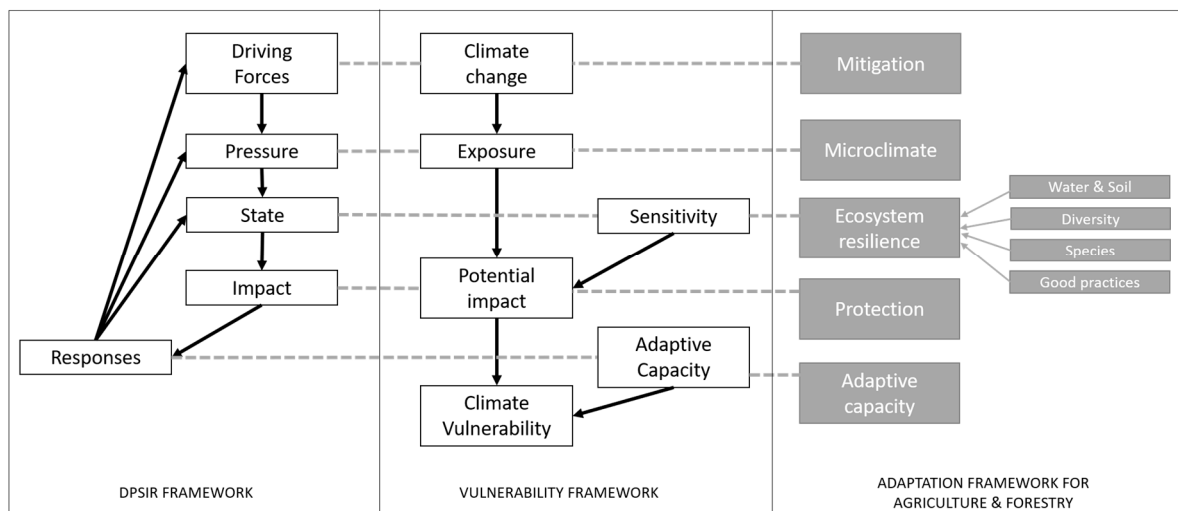 Driving
Forces
Pressure
State
Impact
Responses
DPSIR FRAMEWORK
Climate
change
Exposure
Sensitivity
Potential
impact
Adaptive
Capacity
Climate
Vulnerability
VULNERABILITY FRAMEWORK
Mitigation
Microclimate
Ecosystem
resilience
Water & Soil
Diversity
Species
Good practices
Protection
Adaptive
capacity
ADAPTATION FRAMEWORK FOR
AGRICULTURE & FORESTRY